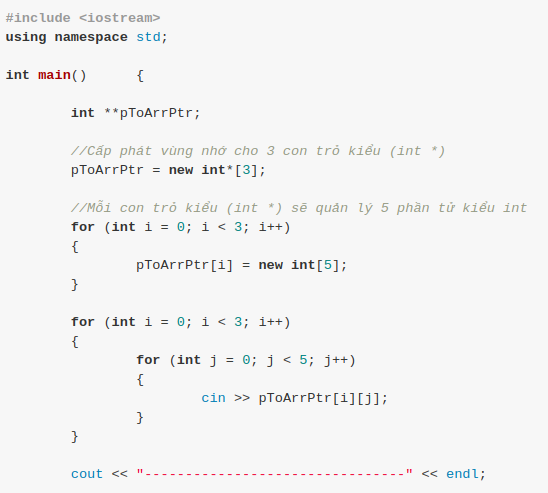 #include <iostream>
using namespace std;
int main()      {
int **pToArrPtr;
//Cấp phát vùng nhớ cho 3 con trỏ kiểu (int *)
pToArrPtr = new int*[3];
//Mỗi con trỏ kiểu (int *) sẽ quản lý 5 phần tử kiểu int
for (int i = 0; i < 3; i++)
{
pToArrPtr[i] = new int[5];
}
for (int i = 0; i < 3; i++)
{
for (int j = 0; j < 5; j++)
{
cin >> pToArrPtr[i][j];
}
}
cout << "--------------------------------" << endl;